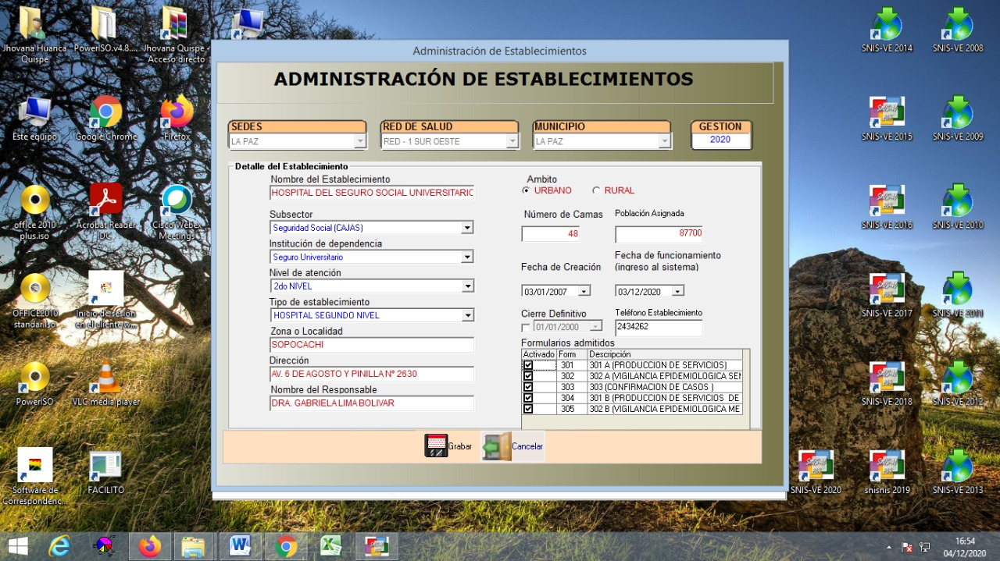 Jhovana Huanca Quispe
PowerISO.v4.8....
Jhovana Quispe - Acceso directo
Este equipo
Google Chrome
Firefox
office 2010 plus.iso
Acrobat Reader DC
Cisco Webex Meetings
OFFICE2010 standar.iso
Inicio de sesión en el cliente w...
PowerISO
VLC media player
Software de Correspondenc...
FACILITO
Administración de Establecimientos
ADMINISTRACIÓN DE ESTABLECIMIENTOS
SEDES
LA PAZ
RED DE SALUD
RED - 1 SUR OESTE
MUNICIPIO
LA PAZ
GESTION
2020
Detalle del Establecimiento
Nombre del Establecimiento
HOSPITAL DEL SEGURO SOCIAL UNIVERSITARIO
Subsector
Seguridad Social (CAJAS)
Institución de dependencia
Seguro Universitario
Nivel de atención
2do NIVEL
Tipo de establecimiento
HOSPITAL SEGUNDO NIVEL
Zona o Localidad
SOPOCACHI
Dirección
AV. 6 DE AGOSTO Y PINILLA Nº 2630
Nombre del Responsable
DRA. GABRIELA LIMA BOLIVAR
Ambito
URBANO RURAL
Número de Camas
48
Población Asignada
87700
Fecha de Creación
03/01/2007
Fecha de funcionamiento
(ingreso al sistema)
03/12/2020
Cierre Definitivo
01/01/2000
Teléfono Establecimiento
2434262
Formularios admitidos
Activado Form Descripción
301 301 A (PRODUCCION DE SERVICIOS)
302 302 A (VIGILANCIA EPIDEMIOLOGICA SEM
303 303 (CONFIRMACION DE CASOS )
304 301 B (PRODUCCION DE SERVICIOS DE
305 302 B (VIGILANCIA EPIDEMIOLOGICA ME
Grabar
Cancelar
SNIS-VE 2014
SNIS-VE 2008
SNIS-VE 2015
SNIS-VE 2009
SNIS-VE 2016
SNIS-VE 2010
SNIS-VE 2017
SNIS-VE 2011
SNIS-VE 2018
SNIS-VE 2012
SNIS-VE 2020
snisnis 2019
SNIS-VE 2013
16:54
04/12/2020